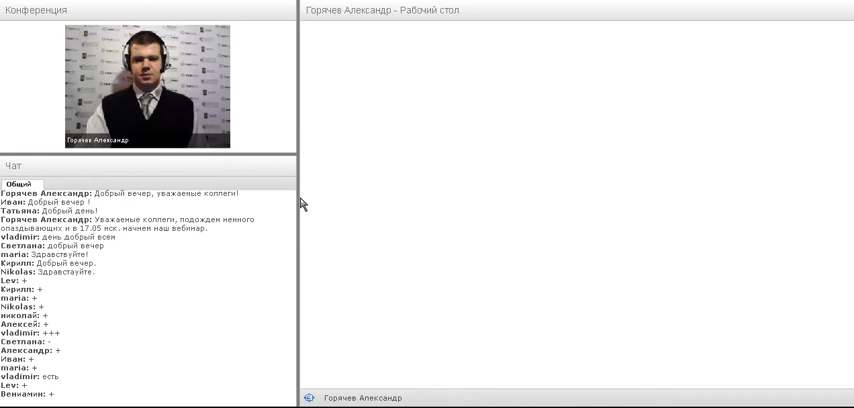 Конференция
Горячев Александр - Рабочий стол
Горячев Александр
Чат
Общий
Горячев Александр: Добрый вечер, уважаемые коллеги!
Иван: Добрый вечер !
Татьяна: Добрый день!
Горячев Александр: Уважаемые коллеги, подождем немного
опаздывающих и в 17.05 мск. начнем наш вебинар.
vladimir: день добрый всем
Светлана: добрый вечер
maria: Здравствуйте!
Кирилл: Добрый вечер.
Nikolas: Здравстауйте.
Lev: +
Кирилл: +
maria: +
Nikolas: +
николай: +
Алексей: +
vladimir: +++
Светлана: -
Александр: +
Иван: +
maria: +
vladimir: есть
Lev: +
Вениамин: +
Горячев Александр